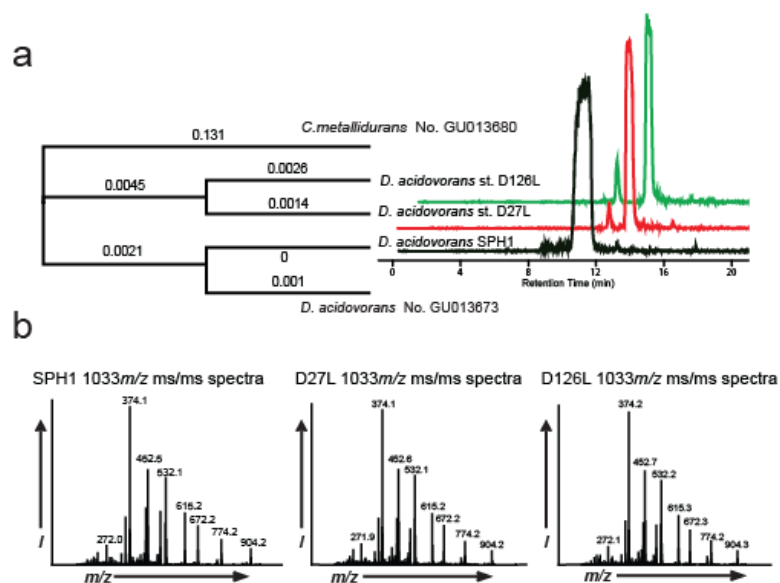 a
0.131
C.metallidurans No. GU013680
0.0026
0.0045
D. acidovorans st. D126L
0.0014
D. acidovorans st. D27L
0.0021
D. acidovorans SPH1
0
0.001
D. acidovorans No. GU013673
0 4 8 12 16 20
Retention Time (min)
b
SPH1 1033m/z ms/ms spectra
374.1
452.5
532.1
615.2
672.2
774.2
904.2
272.0
I
m/z
D27L 1033m/z ms/ms spectra
374.1
452.6
532.1
615.2
672.2
774.2
904.2
271.9
I
m/z
D126L 1033m/z ms/ms spectra
374.2
452.7
532.2
615.3
672.3
774.2
904.3
272.1
I
m/z